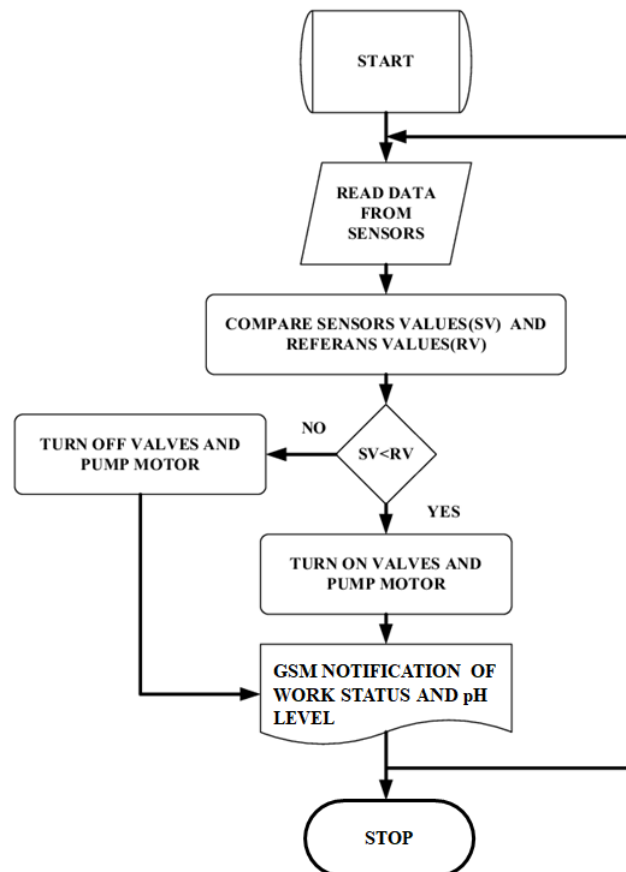 START
READ DATA
FROM
SENSORS
COMPARE SENSORS VALUES(SV) AND
REFERANS VALUES(RV)
SV<RV
NO
TURN OFF VALVES AND
PUMP MOTOR
YES
TURN ON VALVES AND
PUMP MOTOR
GSM NOTIFICATION OF
WORK STATUS AND pH
LEVEL
STOP